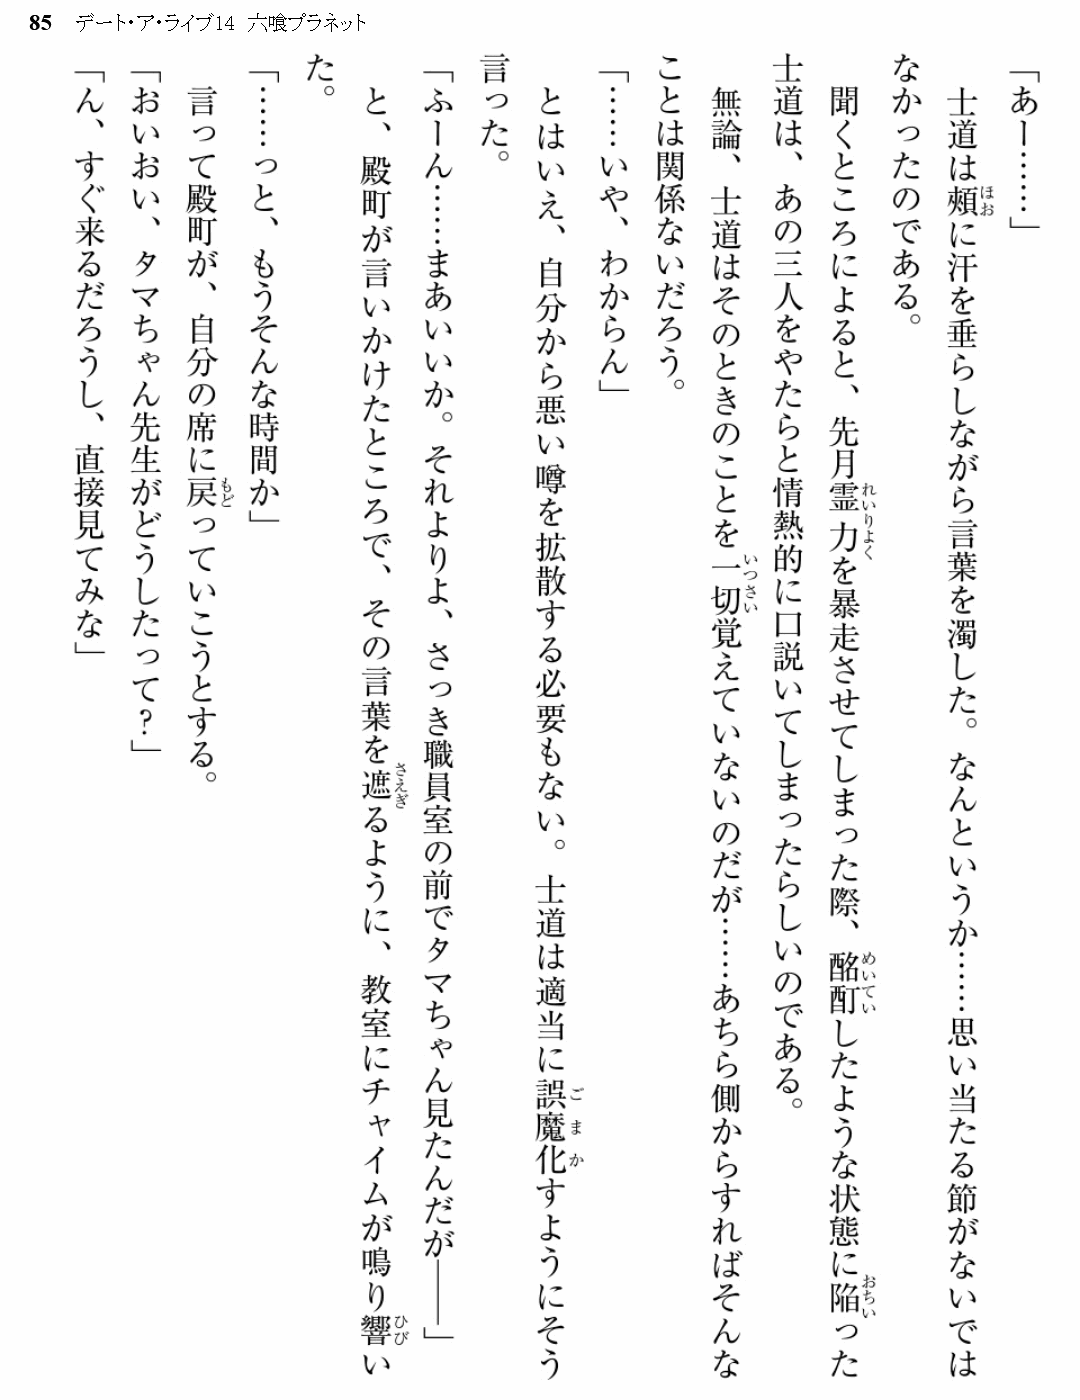 85 デート・ア・ライブ14 六喰プラネット
「あー……」
　士道は頰に汗を垂らしながら言葉を濁した。なんというか……思い当たる節がないでは
なかったのである。
　聞くところによると、先月霊力を暴走させてしまった際、酩酊したような状態に陥った
士道は、あの三人をやたらと情熱的に口説いてしまったらしいのである。
　無論、士道はそのときのことを一切覚えていないのだが……あちら側からすればそんな
ことは関係ないだろう。
「……いや、わからん」
　とはいえ、自分から悪い噂を拡散する必要もない。士道は適当に誤魔化すようにそう
言った。
「ふーん……まあいいか。それよりよ、さっき職員室の前でタマちゃん見たんだが――」
　と、殿町が言いかけたところで、その言葉を遮るように、教室にチャイムが鳴り響い
た。
「……っと、もうそんな時間か」
　言って殿町が、自分の席に戻っていこうとする。
「おいおい、タマちゃん先生がどうしたって？」
「ん、すぐ来るだろうし、直接見てみな」